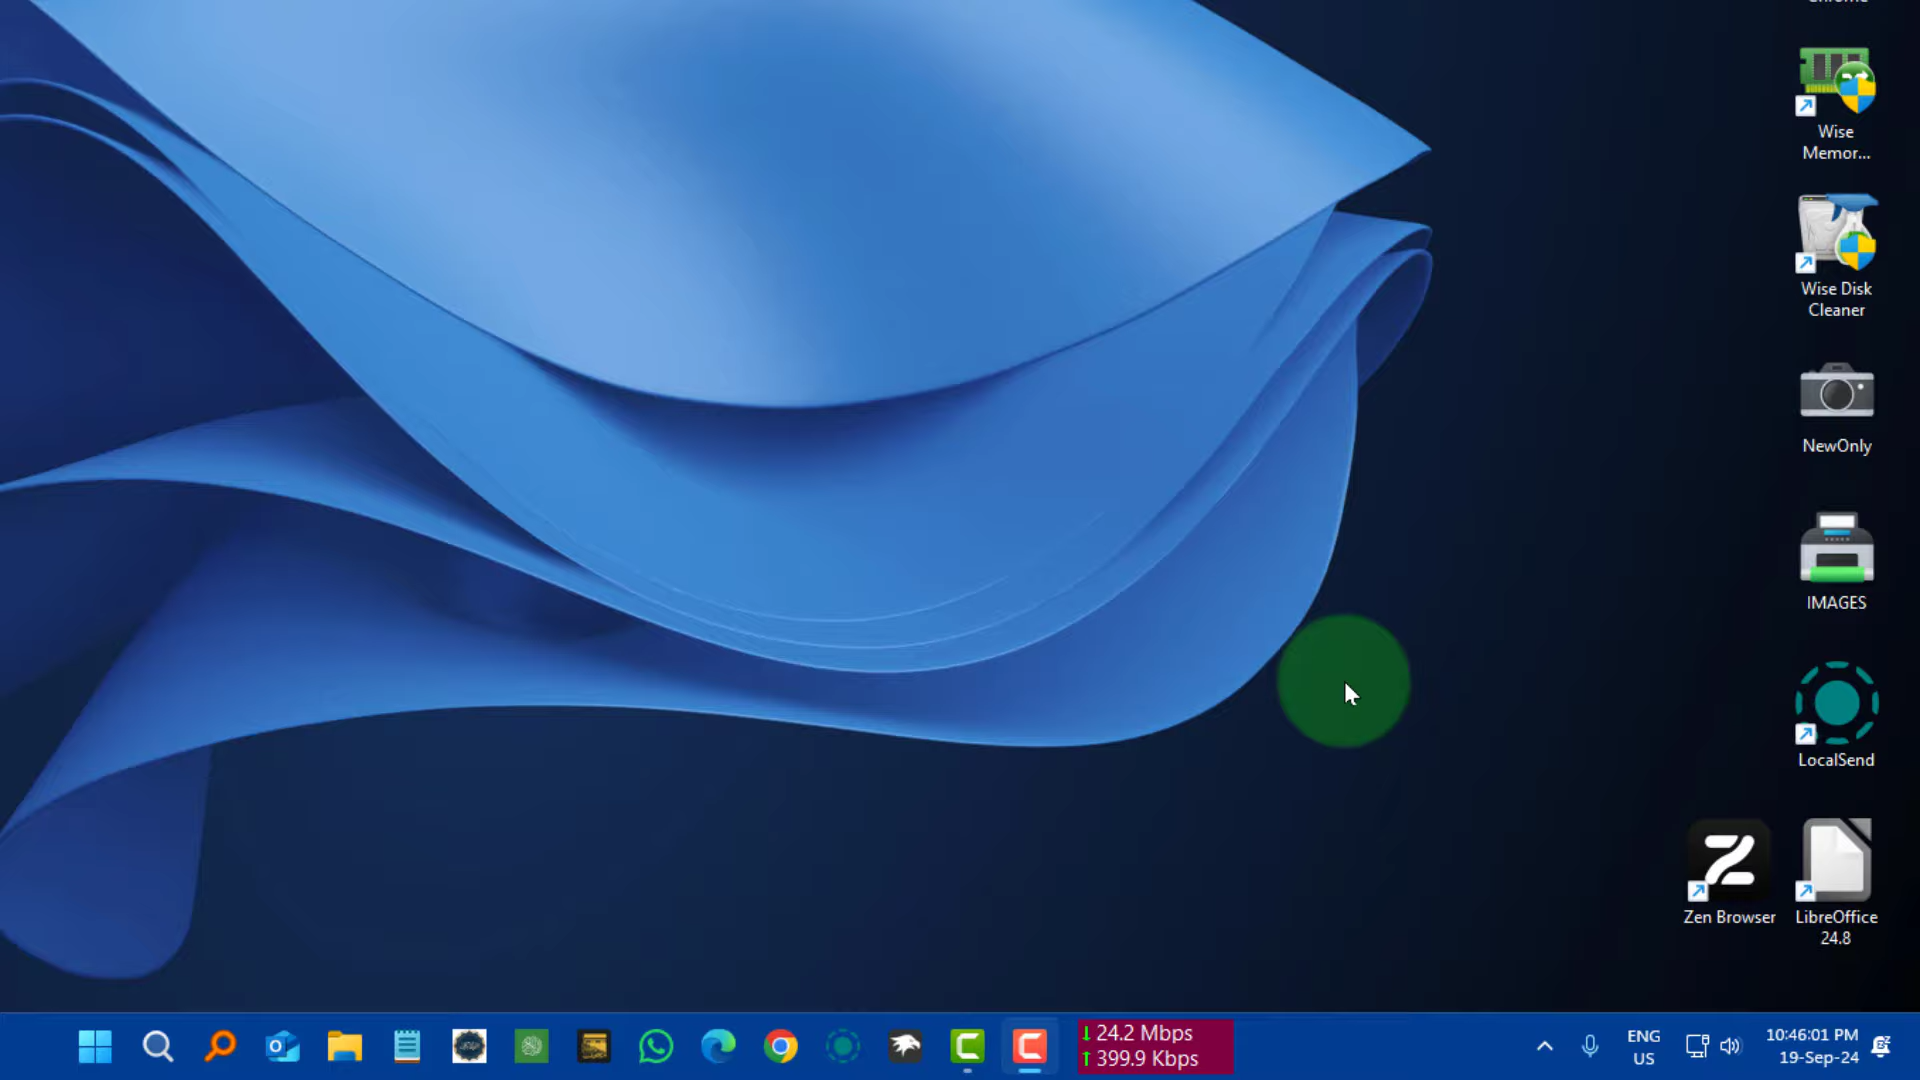 Chrome
Wise
Memor...
Wise Disk
Cleaner
NewOnly
IMAGES
LocalSend
Zen Browser
LibreOffice
24.8
↓ 24.2 Mbps
↑ 399.9 Kbps
ENG
US
10:46:01 PM
19-Sep-24